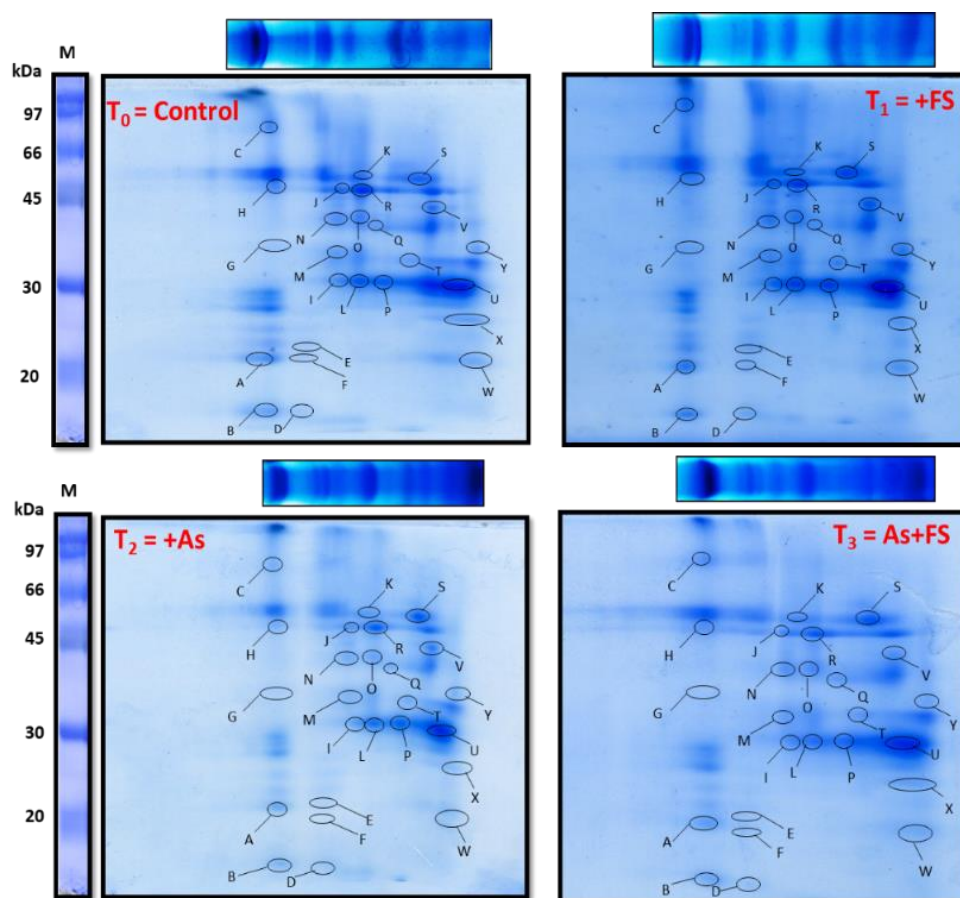 M
kDa
97
66
45
30
20
T₀ = Control
C
K
S
H
J
R
N
V
G
O
Q
M
T
Y
I
L
P
U
X
E
A
F
W
B
D
T₁ = +FS
C
K
S
H
J
R
N
V
G
O
Q
M
T
Y
I
L
P
U
X
E
A
F
W
B
D
M
kDa
97
66
45
30
20
T₂ = +As
C
K
S
H
J
R
N
V
G
O
Q
M
T
Y
I
L
P
U
X
E
A
F
W
B
D
T₃ = As+FS
C
K
S
H
J
R
N
V
G
O
Q
M
T
Y
I
L
P
U
X
E
A
F
W
B
D